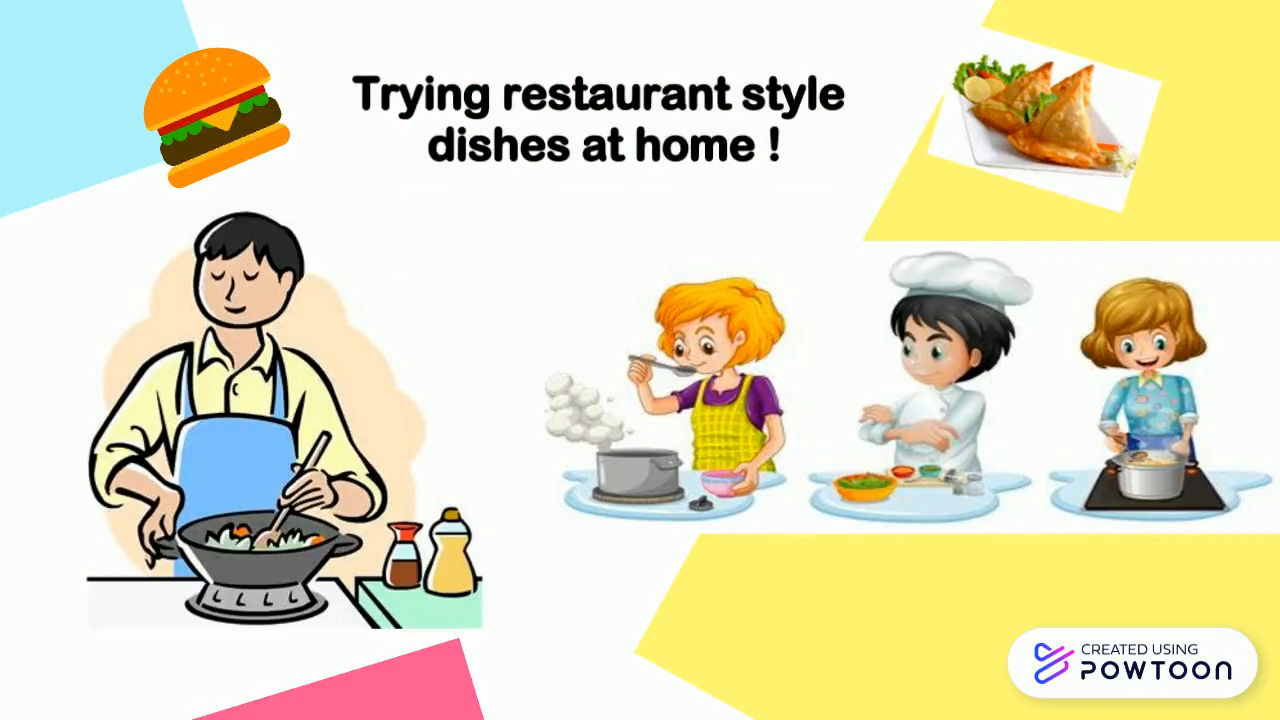 Trying restaurant style
dishes at home !
CREATED USING
POWTOON